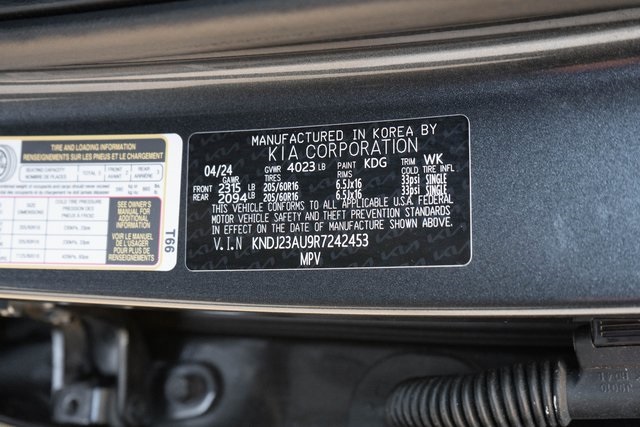 TIRE AND LOADING INFORMATION
RENSEIGNEMENTS SUR LES PNEUS ET LE CHARGEMENT
SEE OWNER'S
MANUAL FOR
ADDITIONAL
INFORMATION
VOIR LE MANUEL
DE L'USAGER
POUR PLUS DE
RENSEIGNEMENTS
T66
MANUFACTURED IN KOREA BY
KIA CORPORATION
04/24 GVWR 4023 LB PAINT KDG TRIM WK
GAWR TIRES RIMS COLD TIRE INFL
FRONT 2315 LB 205/60R16 6.5Jx16 33psi SINGLE
REAR 2094 LB 205/60R16 6.5Jx16 33psi SINGLE
THIS VEHICLE CONFORMS TO ALL APPLICABLE U.S.A. FEDERAL
MOTOR VEHICLE SAFETY AND THEFT PREVENTION STANDARDS
IN EFFECT ON THE DATE OF MANUFACTURE SHOWN ABOVE
V.I.N KNDJ23AU9R7242453
MPV